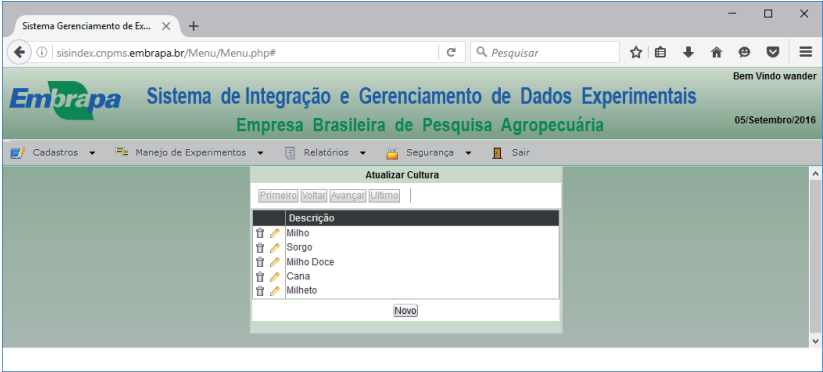 Sistema Gerenciamento de Ex...
sisindex.cnpms.embrapa.br/Menu/Menu.php#
Pesquisar
Bem Vindo wander
Embrapa
Sistema de Integração e Gerenciamento de Dados Experimentais
Empresa Brasileira de Pesquisa Agropecuária
05/Setembro/2016
Cadastros Manejo de Experimentos Relatórios Segurança Sair
Atualizar Cultura
Primeiro Voltar Avançar Ultimo
Descrição
Milho
Sorgo
Milho Doce
Cana
Milheto
Novo